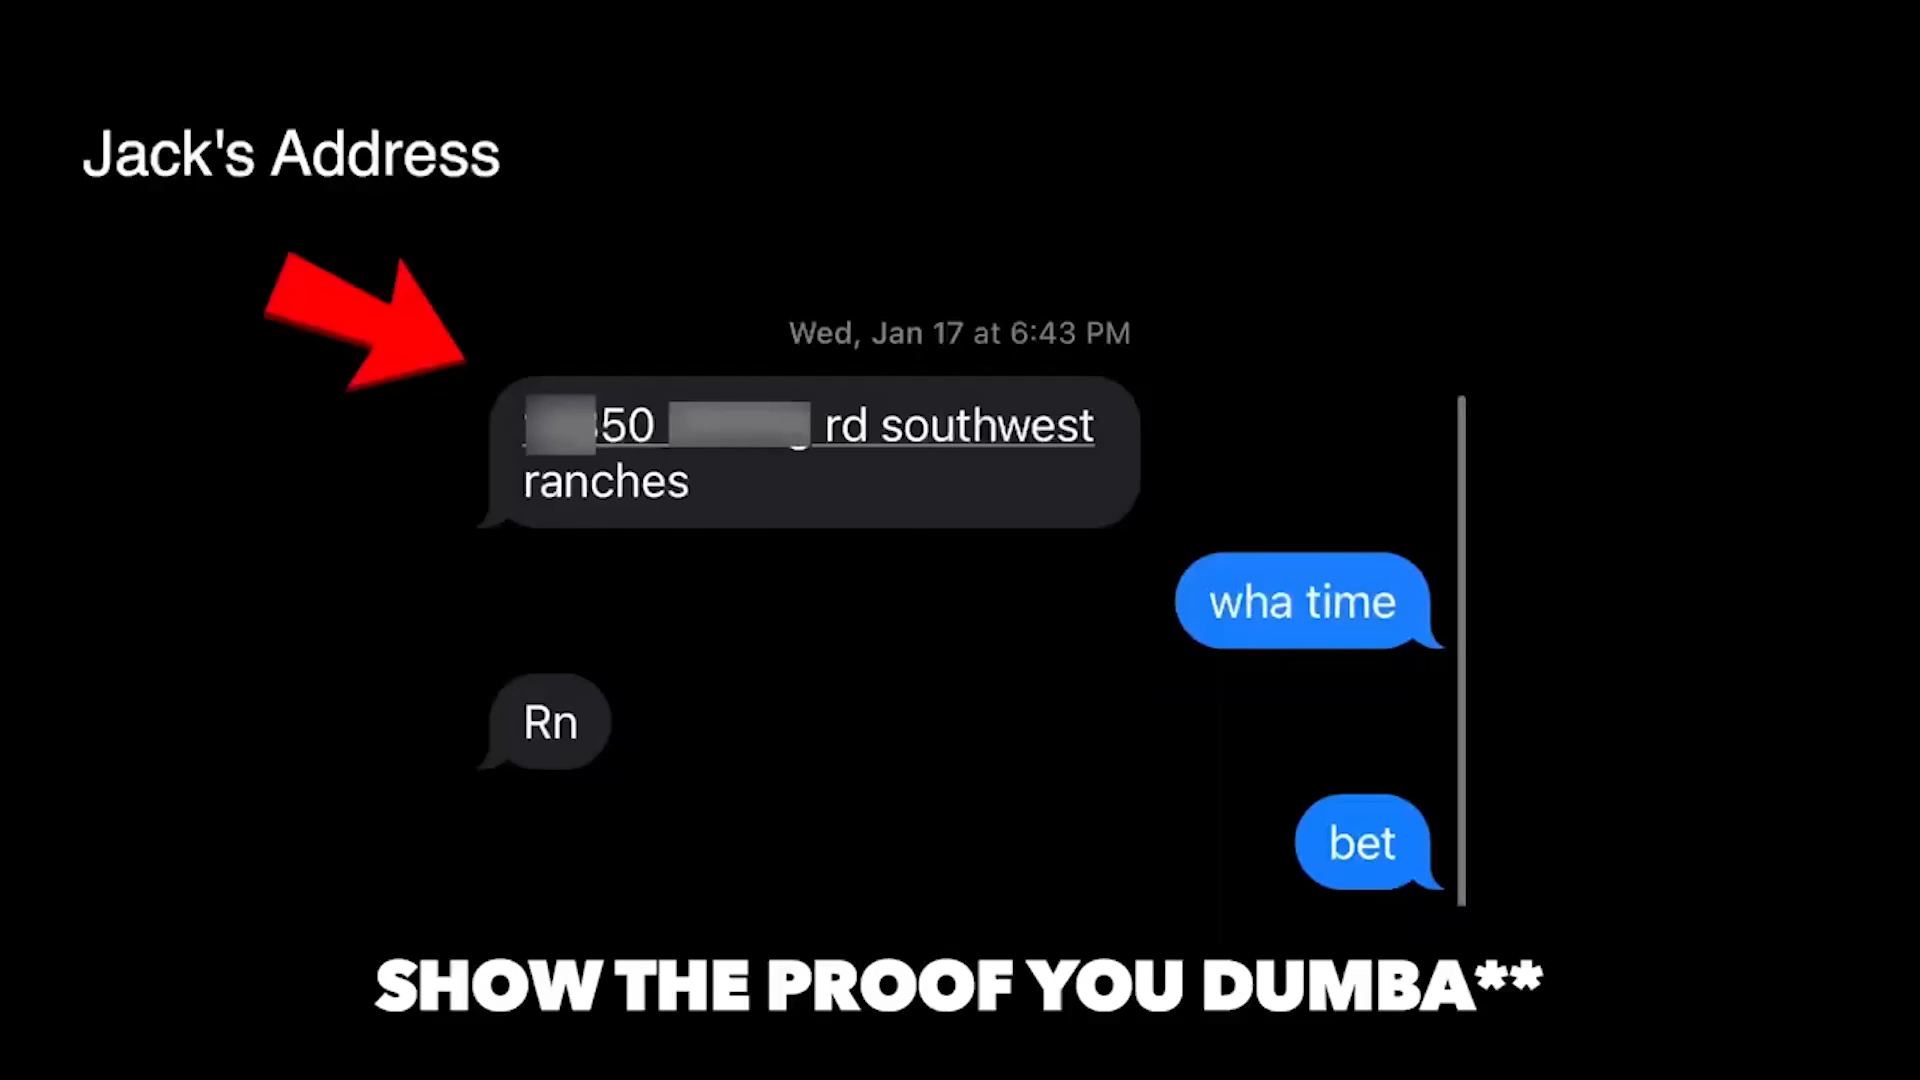 Jack's Address
Wed, Jan 17 at 6:43 PM
50 rd southwest
ranches
wha time
Rn
bet
SHOW THE PROOF YOU DUMBA**